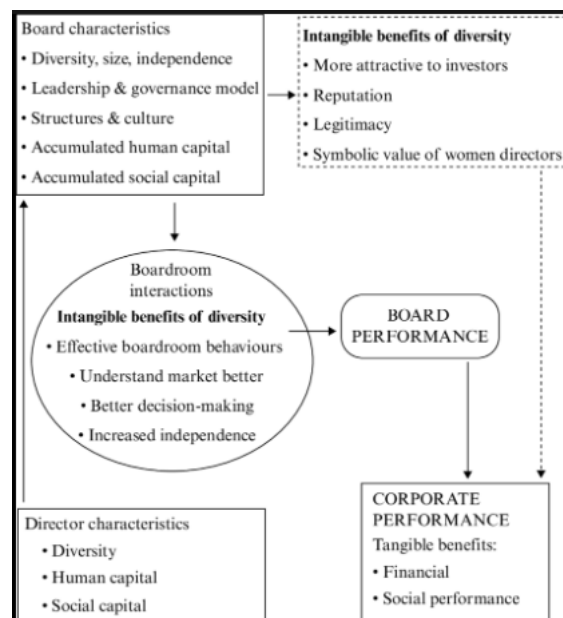 Board characteristics
• Diversity, size, independence
• Leadership & governance model
• Structures & culture
• Accumulated human capital
• Accumulated social capital
Intangible benefits of diversity
• More attractive to investors
• Reputation
• Legitimacy
• Symbolic value of women directors
Boardroom
interactions
Intangible benefits of diversity
• Effective boardroom behaviours
• Understand market better
• Better decision-making
• Increased independence
BOARD
PERFORMANCE
Director characteristics
• Diversity
• Human capital
• Social capital
CORPORATE
PERFORMANCE
Tangible benefits:
• Financial
• Social performance